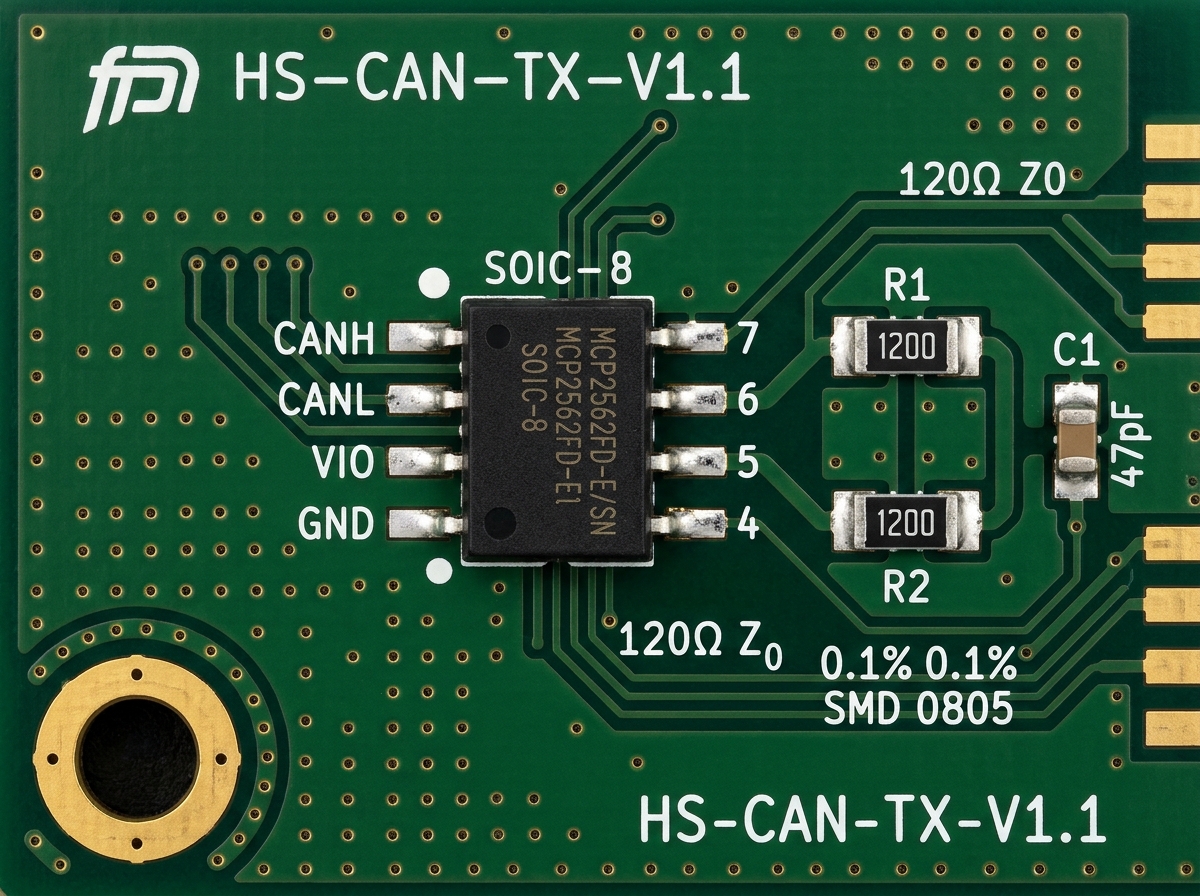 HS-CAN-TX-V1.1
120Ω Z0
SOIC-8
R1
CANH
7
1200
C1
CANL
6
47pF
VIO
5
GND
4
1200
R2
MCP2562FD-E/SN
MCP2562FD-E1
SOIC-8
120Ω Z₀
0.1% 0.1%
SMD 0805
HS-CAN-TX-V1.1